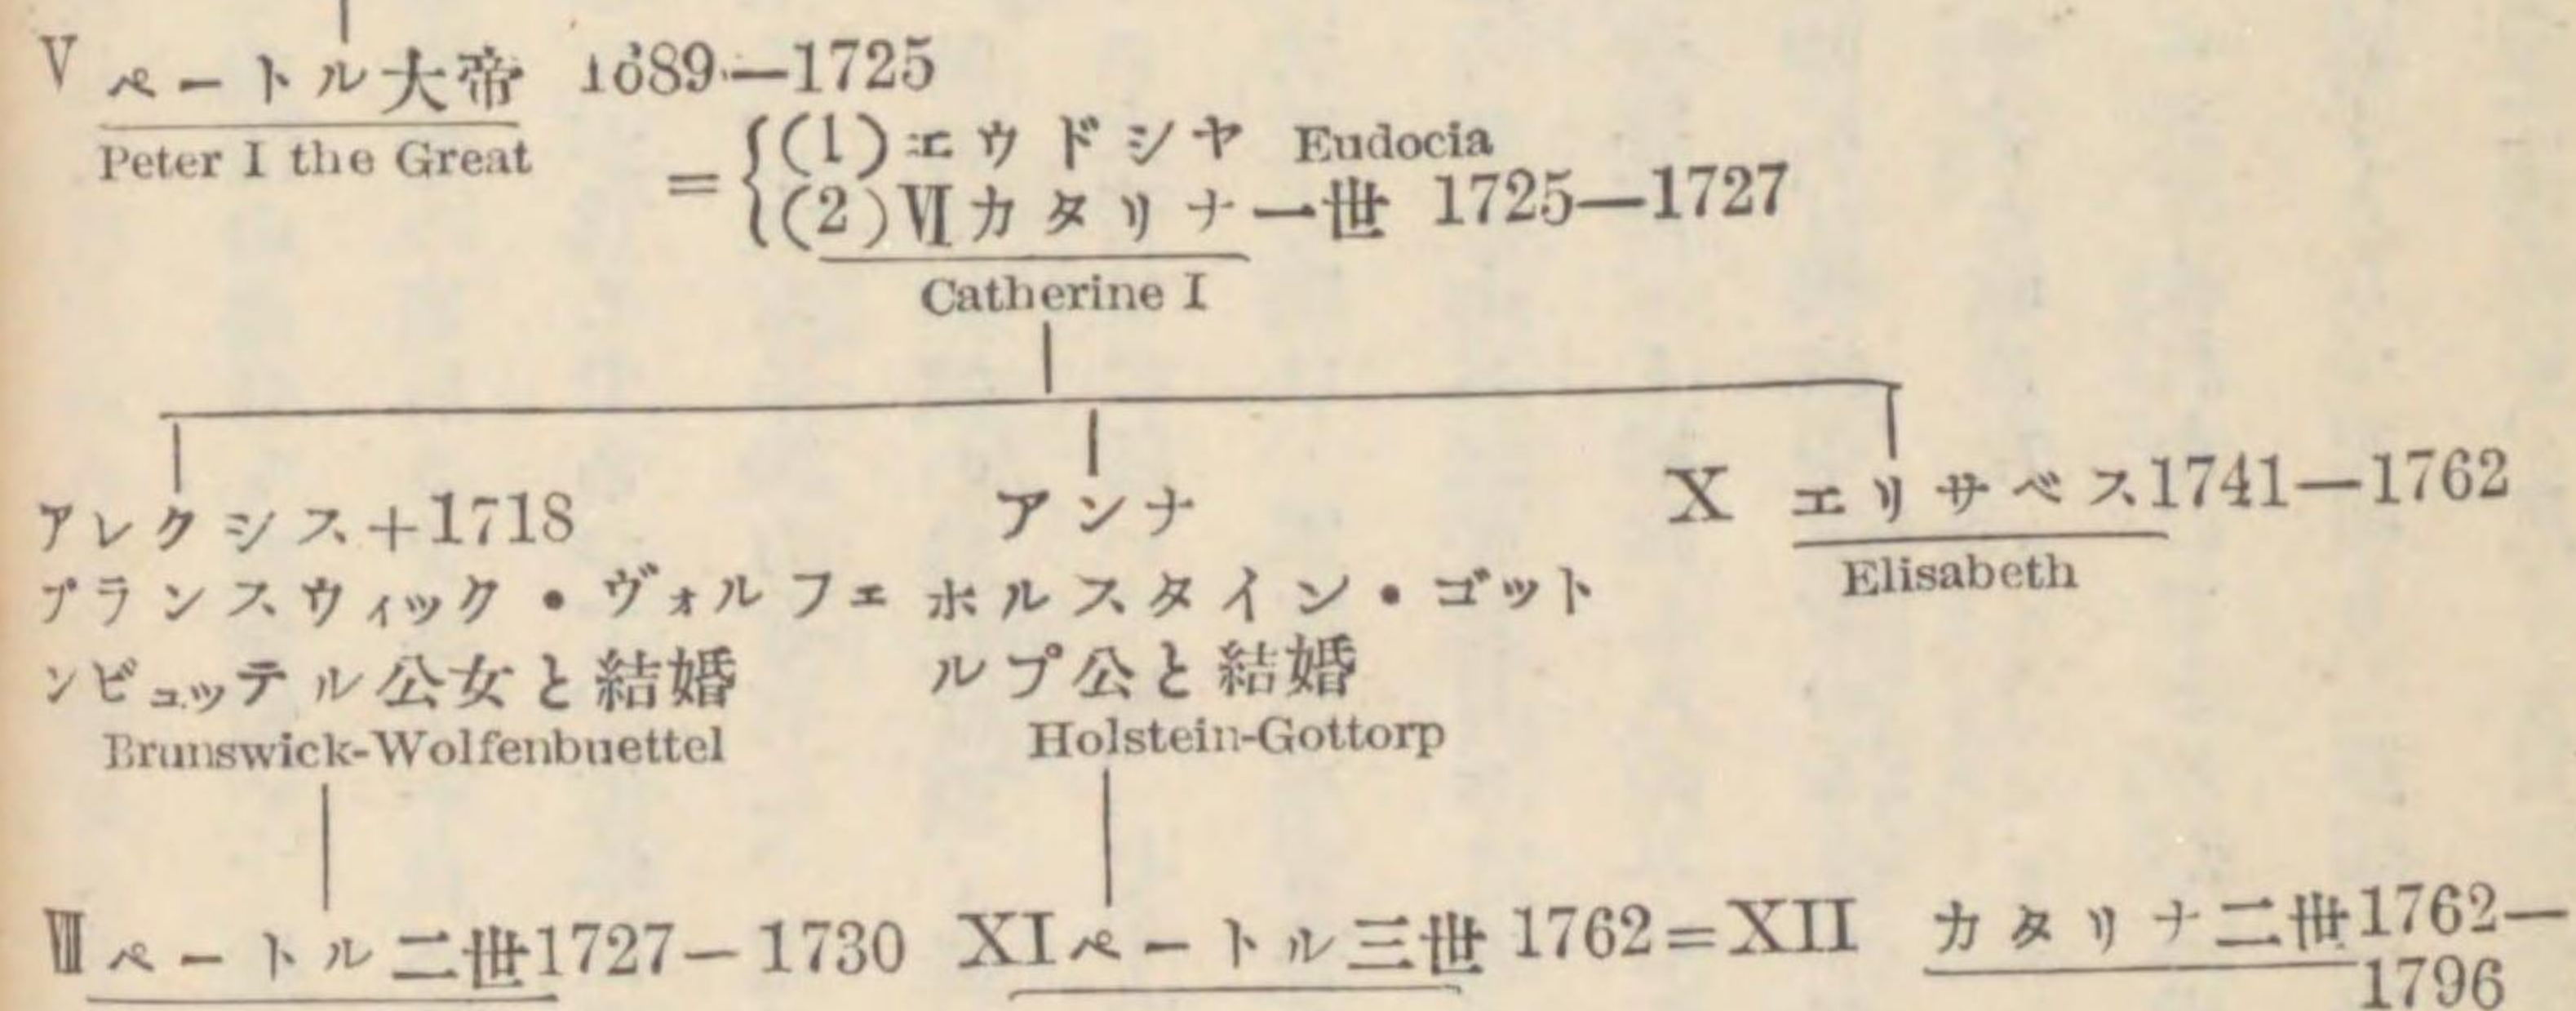 V ペートル大帝 1689—1725
Peter I the Great
(1)エウドシヤ Eudocia
=
(2)Ⅵカタリナ一世 1725—1727
Catherine I
アレクシス+1718
ブランスウィック・ヴォルフェ
ンビュッテル公女と結婚
Brunswick-Wolfenbuettel
アンナ
ホルスタイン・ゴット
ルプ公と結婚
Holstein-Gottorp
X エリサベス1741—1762
Elisabeth
Ⅶペートル二世1727—1730
XIペートル三世 1762=XII カタリナ二世1762—
1796